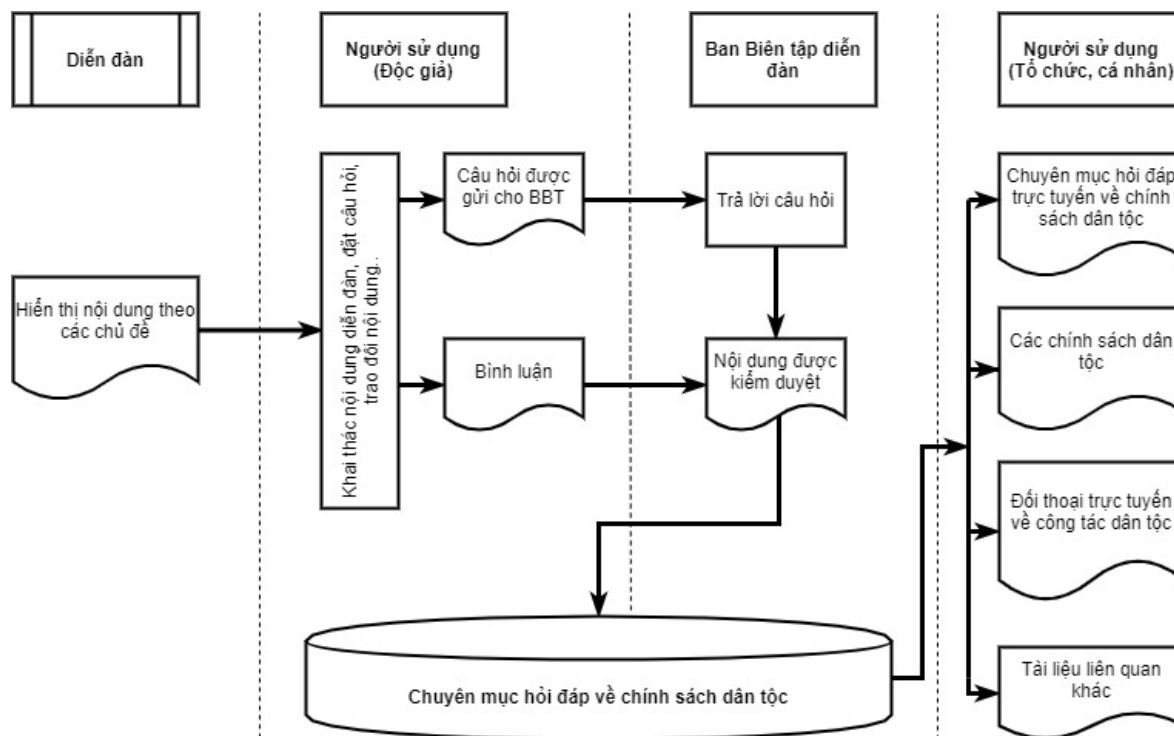 Diễn đàn
Người sử dụng
(Độc giả)
Ban Biên tập diễn
đàn
Người sử dụng
(Tổ chức, cá nhân)
Hiển thị nội dung theo
các chủ đề
Khai thác nội dung diễn đàn, đặt câu hỏi,
trao đổi nội dung..
Câu hỏi được
gửi cho BBT
Bình luận
Trả lời câu hỏi
Nội dung được
kiểm duyệt
Chuyên mục hỏi đáp
trực tuyến về chính
sách dân tộc
Các chính sách dân
tộc
Đối thoại trực tuyến
về công tác dân tộc
Tài liệu liên quan
khác
Chuyên mục hỏi đáp về chính sách dân tộc